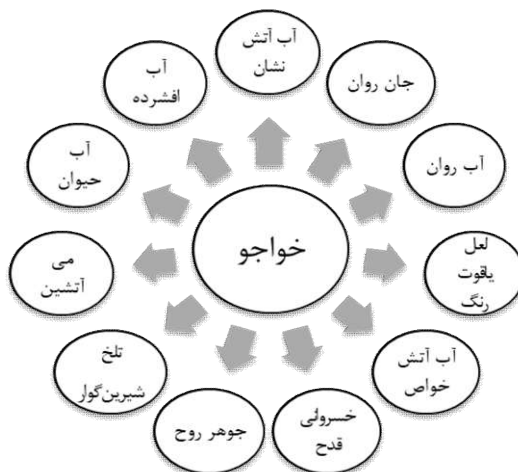 خواجو
آب آتش
نشان
جان روان
آب روان
لعل
یاقوت
رنگ
آب آتش
خواص
خسروانی
قدح
جوهر روح
تلخ
شیرین‌گوار
می
آتشین
آب
حیوان
آب
افشرده